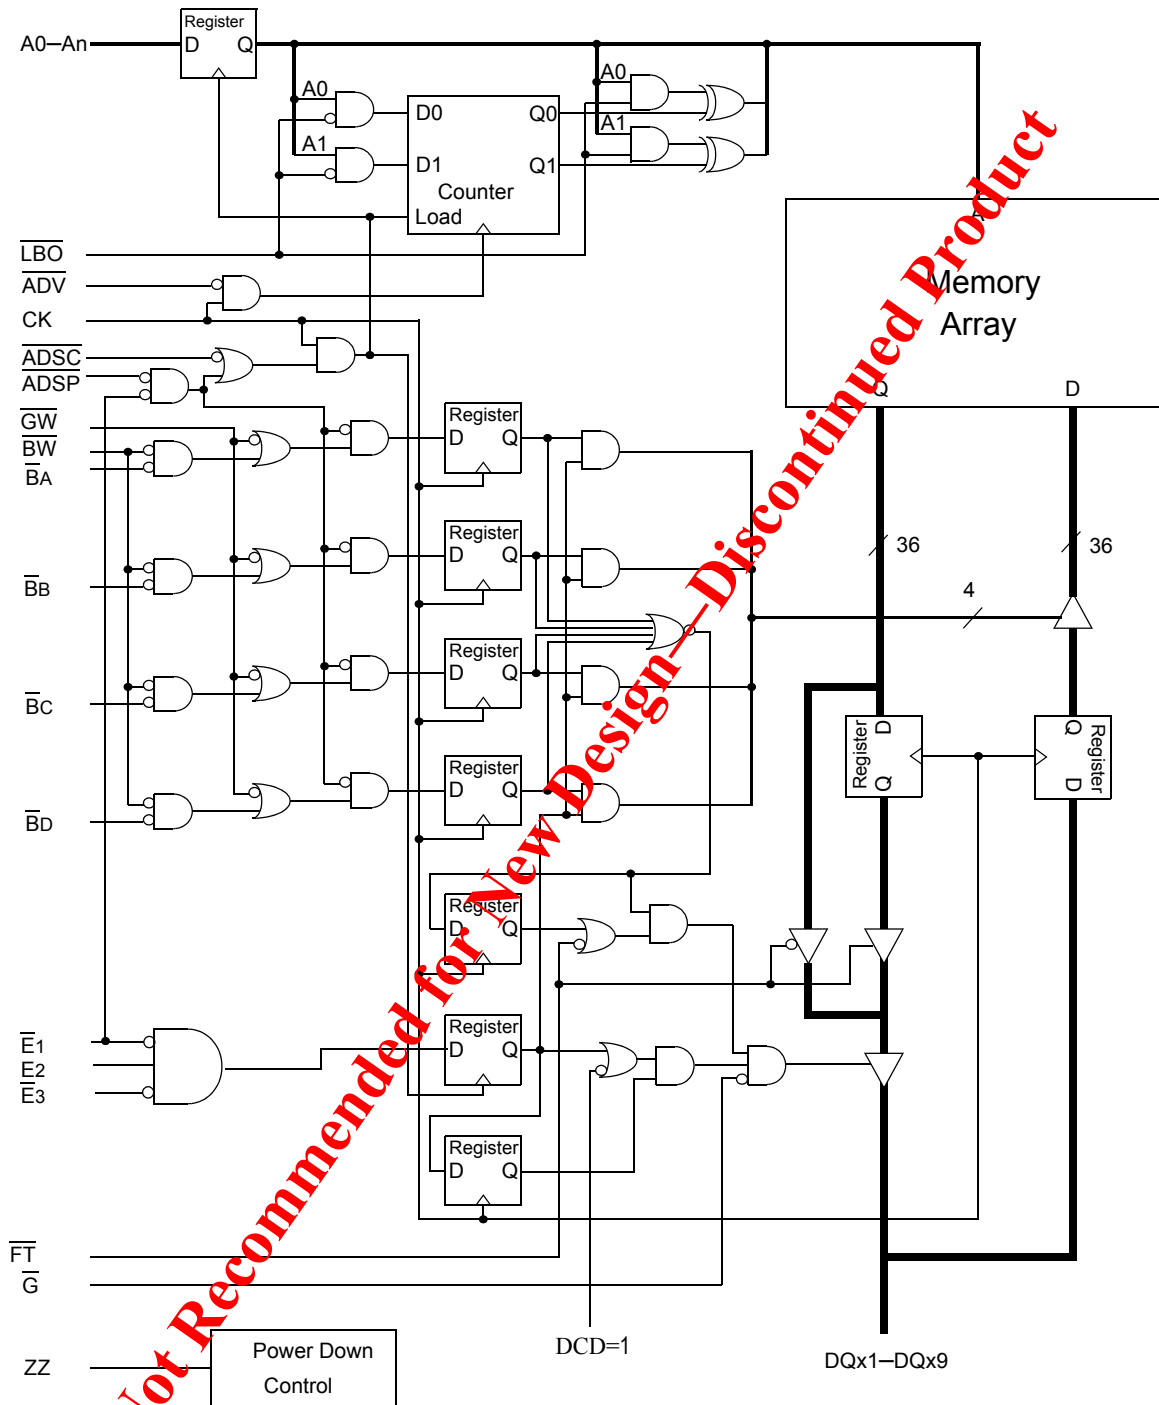 Register
A0–An
D Q
A0
A0
D0 Q0
A1
A1
D1 Q1
Counter
Load
A
LBO
ADV
Memory
CK
Array
ADSC
ADSP
Q D
GW
BW
BA
Register
D Q
36 36
BB
Register
D Q
4
BC
Register
D Q
Register
D
Q
Register
Q
D
BD
Register
D Q
Register
D Q
E1
E2
E3
Register
D Q
Register
D Q
FT
G
DCD=1
DQx1–DQx9
ZZ
Power Down
Control
Not Recommended for New Design—Discontinued Product